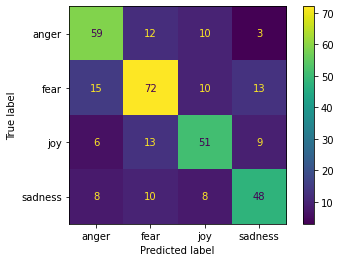 anger 59 12 10 3
fear 15 72 10 13
joy 6 13 51 9
sadness 8 10 8 48
anger fear joy sadness
Predicted label
True label
70
60
50
40
30
20
10